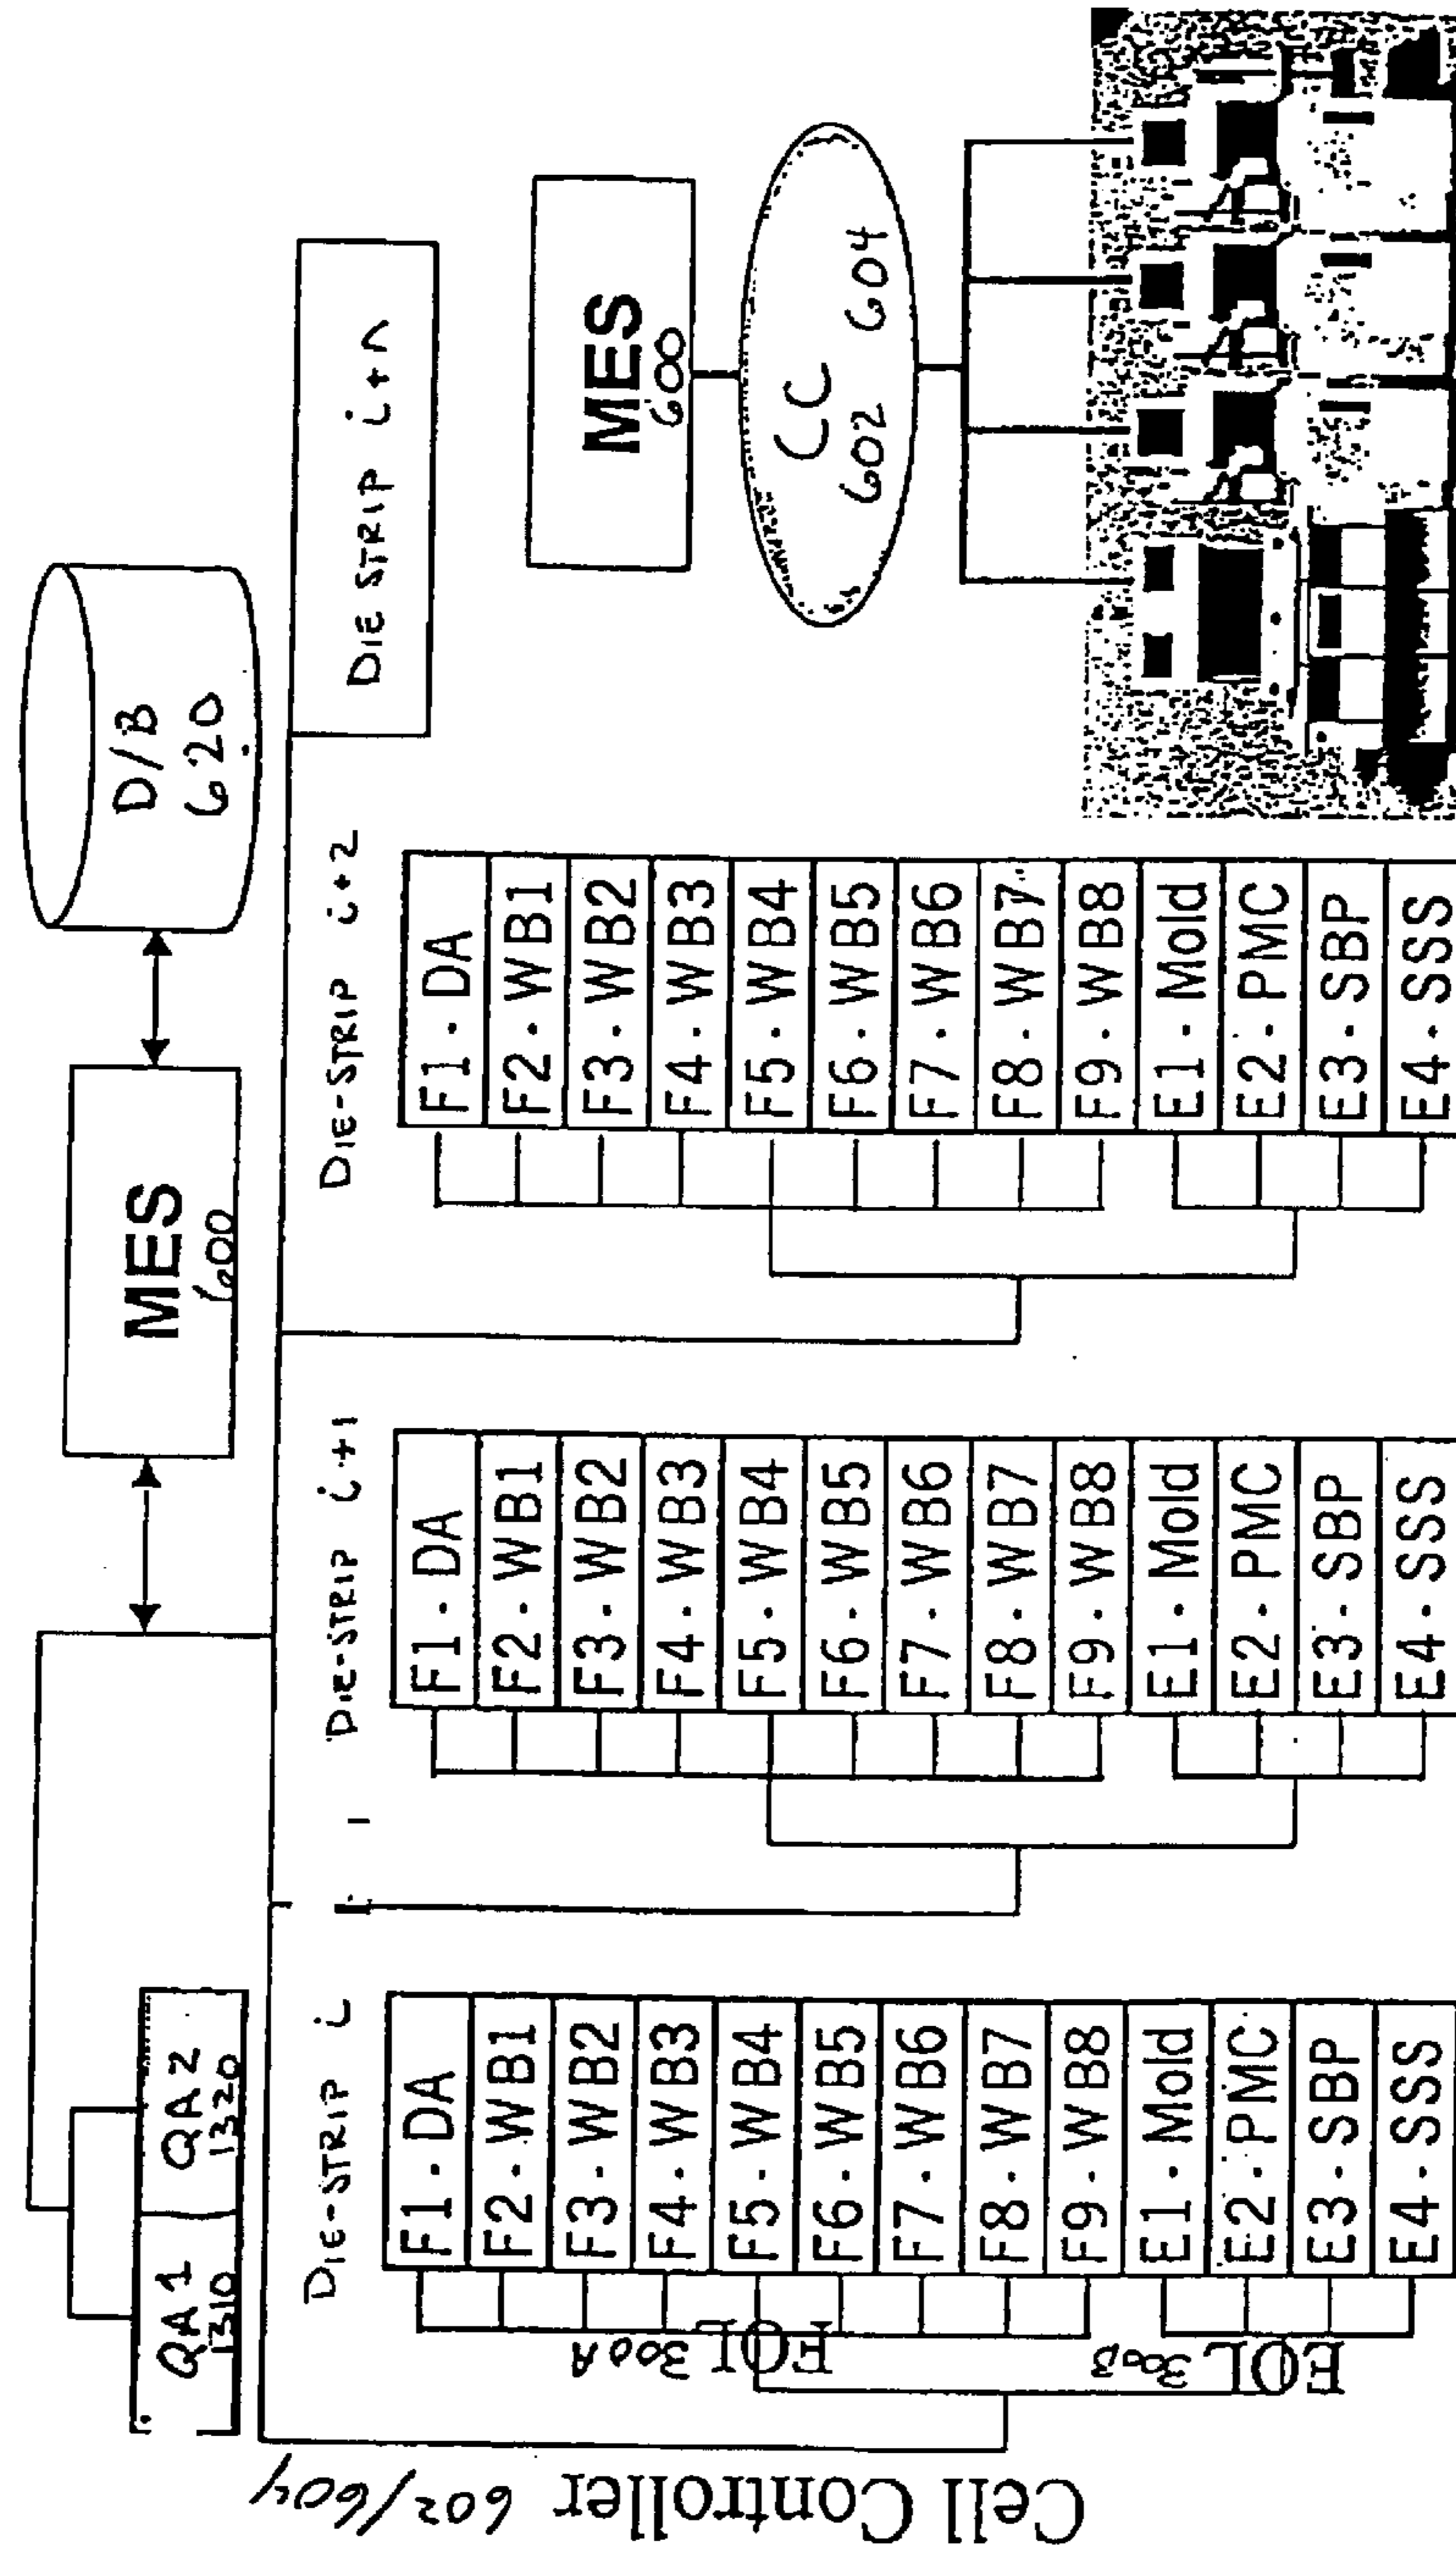 D/B
620
MES
600
QA1
1310
QA2
1320
DIE STRIP i+n
MES
600
CC
602 604
DIE-STRIP i
F1·DA
F2·WB1
F3·WB2
F4·WB3
F5·WB4
F6·WB5
F7·WB6
F8·WB7
F9·WB8
E1·Mold
E2·PMC
E3·SBP
E4·SSS
DIE-STRIP i+1
F1·DA
F2·WB1
F3·WB2
F4·WB3
F5·WB4
F6·WB5
F7·WB6
F8·WB7
F9·WB8
E1·Mold
E2·PMC
E3·SBP
E4·SSS
DIE-STRIP i+2
F1·DA
F2·WB1
F3·WB2
F4·WB3
F5·WB4
F6·WB5
F7·WB6
F8·WB7
F9·WB8
E1·Mold
E2·PMC
E3·SBP
E4·SSS
FOL 300A
EOL 300B
Cell Controller 602/604